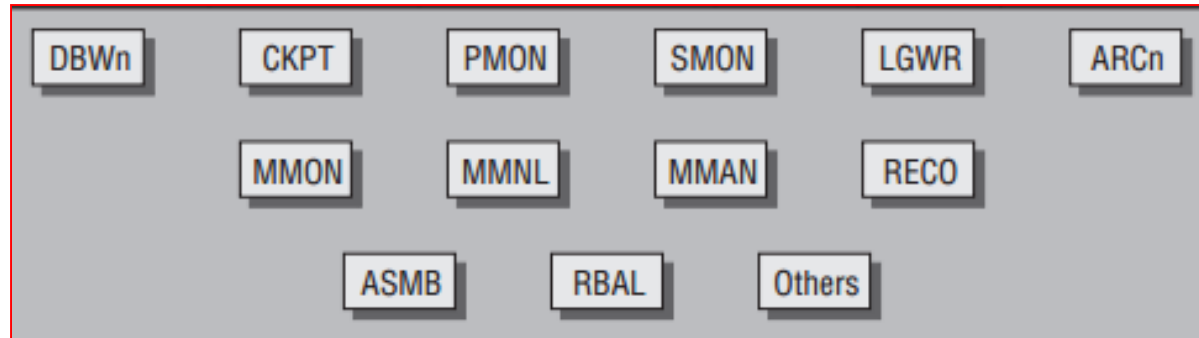 DBWn CKPT PMON SMON LGWR ARCn
MMON MMNL MMAN RECO
ASMB RBAL Others